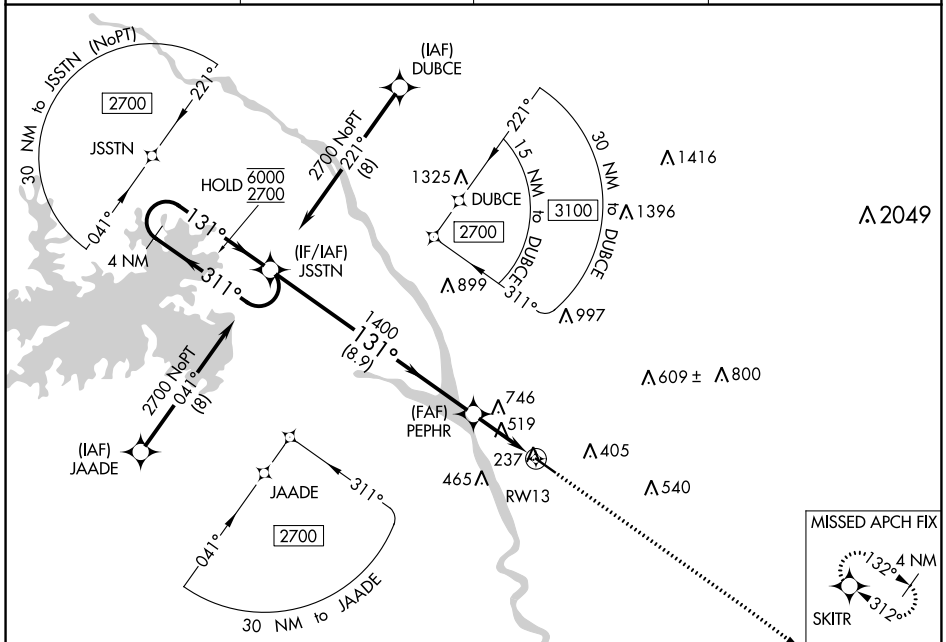 30 NM to JSSTN (NoPT)
2700
221°
JSSTN
041°
(IAF)
DUBCE
2700 NoPT
221°
(8)
HOLD 6000
2700
131°
4 NM
311°
(IF/IAF)
JSSTN
1325
221°
15 NM to DUBCE
30 NM to DUBCE
DUBCE
2700
3100
311°
1416
1396
2049
899
997
1400
131°
(8.9)
2700 NoPT
041°
(8)
(IAF)
JAADE
609 ±
800
(FAF)
PEPHR
746
519
237
405
465
RW13
540
JAADE
311°
041°
2700
30 NM to JAADE
MISSED APCH FIX
132°
4 NM
312°
SKITR